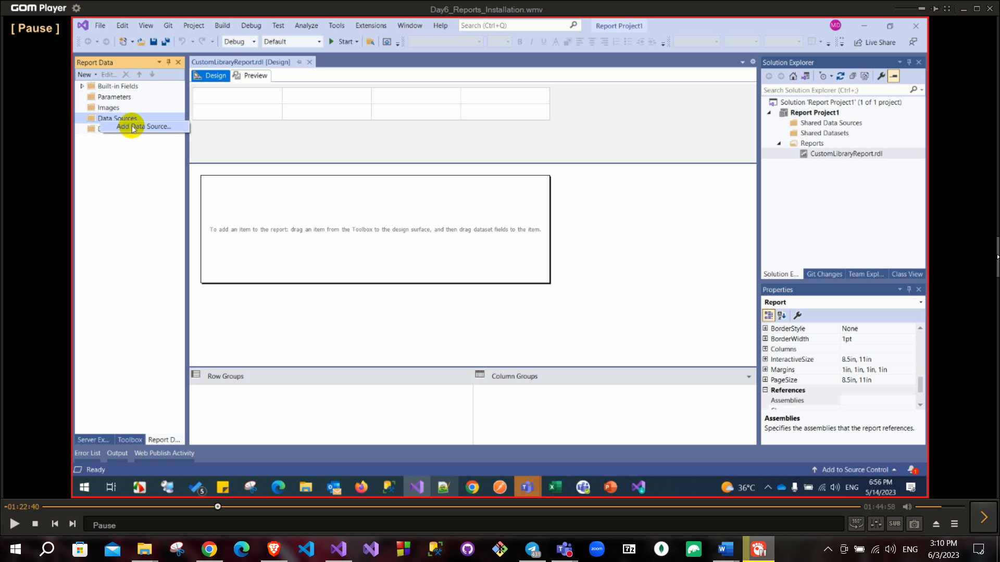 GOM Player
Day6_Reports_Installation.wmv
[ Pause ]
File Edit View Git Project Build Debug Test Analyze Tools Extensions Window Help Search (Ctrl+Q) Report Project1 MD
Debug Default Start B I U A Live Share
Report Data
New Edit...
Built-in Fields
Parameters
Images
Data Sources
Add Data Source...
CustomLibraryReport.rdl [Design]
Design Preview
To add an item to the report: drag an item from the Toolbox to the design surface, and then drag dataset fields to the item.
Row Groups Column Groups
Server Ex... Toolbox Report D...
Error List Output Web Publish Activity
Ready
Solution Explorer
Search Solution Explorer (Ctrl+;)
Solution 'Report Project1' (1 of 1 project)
Report Project1
Shared Data Sources
Shared Datasets
Reports
CustomLibraryReport.rdl
Solution E... Git Changes Team Expl... Class View
Properties
Report
BorderStyle None
BorderWidth 1pt
Columns
InteractiveSize 8.5in, 11in
Margins 1in, 1in, 1in, 1in
PageSize 8.5in, 11in
References
Assemblies
Assemblies
Specifies the assemblies that the report references.
Add to Source Control 1
5 36°C ENG 6:56 PM
5/14/2023
-01:22:40 01:44:58
Pause 360° SUB
431 zoom 7z ENG 3:10 PM
6/3/2023